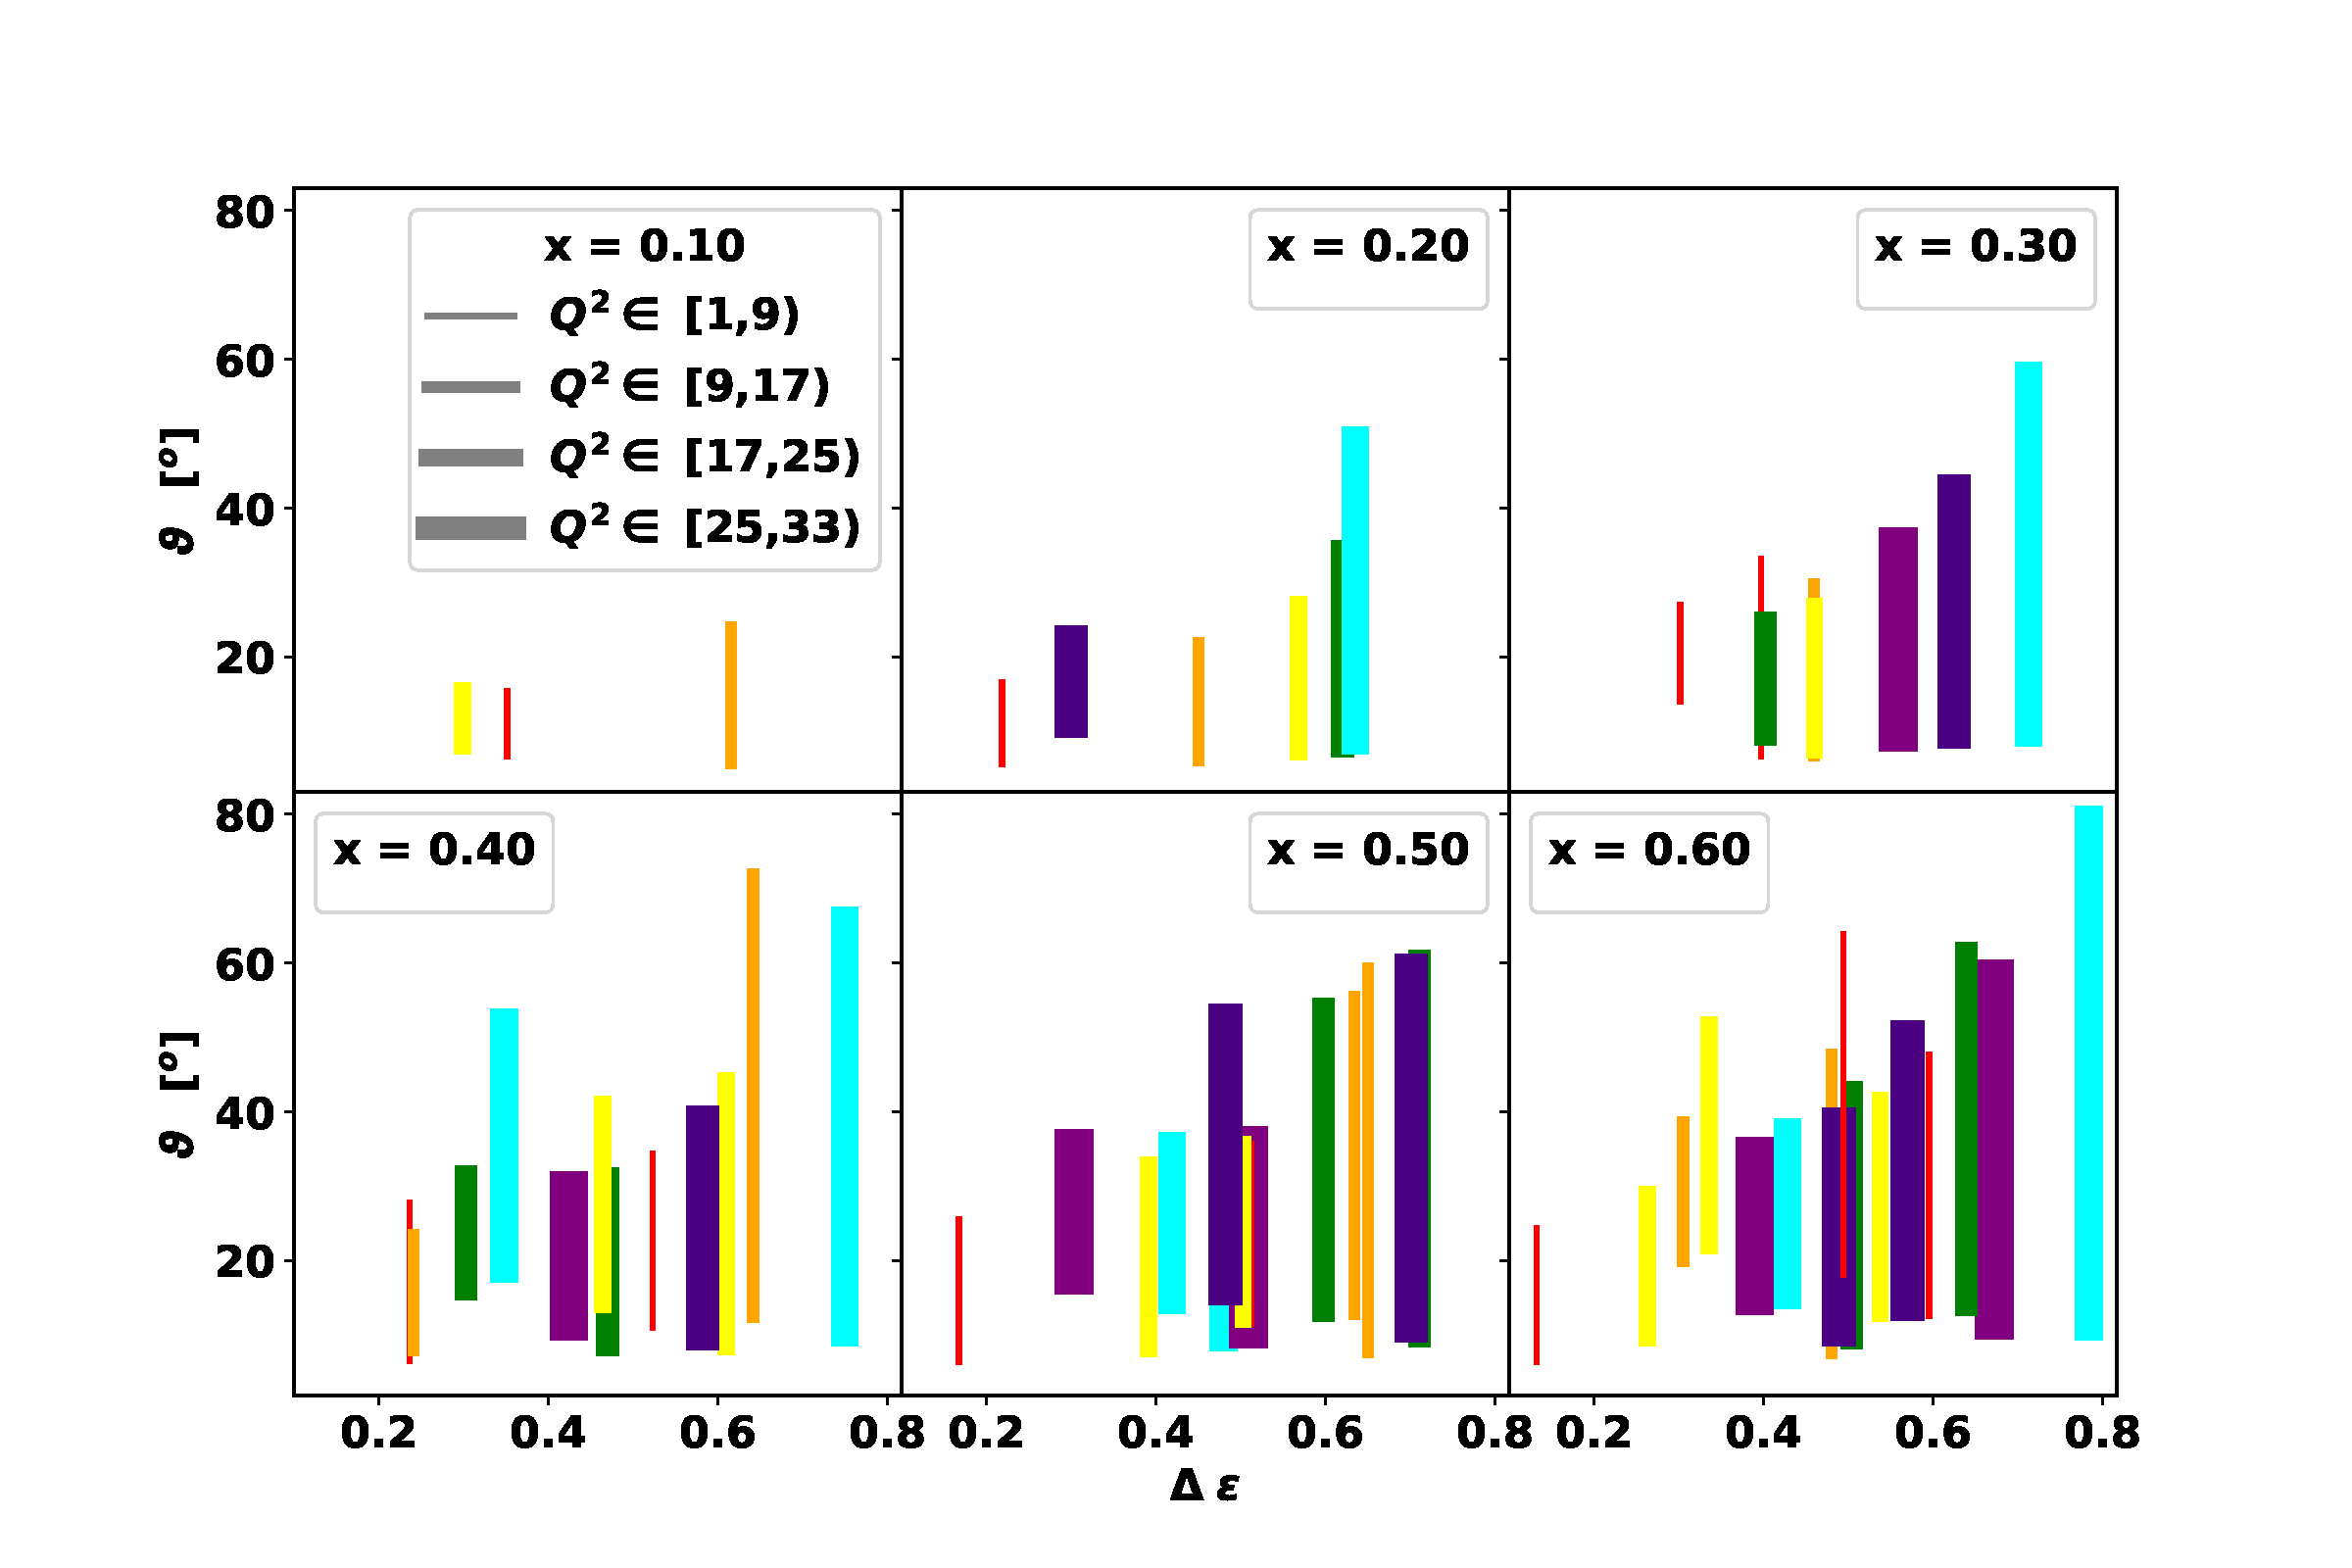 80
60
40
20
ϑ [°]
x = 0.10
Q² ∈ [1,9)
Q² ∈ [9,17)
Q² ∈ [17,25)
Q² ∈ [25,33)
x = 0.20
x = 0.30
80
60
40
20
ϑ [°]
x = 0.40
x = 0.50
x = 0.60
0.2 0.4 0.6 0.8 0.2 0.4 0.6 0.8 0.2 0.4 0.6 0.8
Δ ε